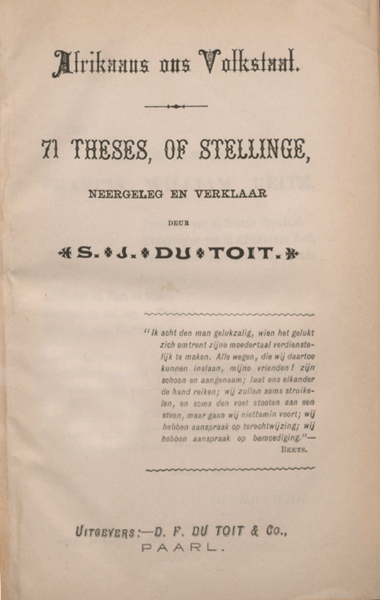 Afrikaans ons Volkstaal.
71 THESES, OF STELLINGE,
NEERGELEG EN VERKLAAR
DEUR
S. J. DU TOIT.
"Ik acht den man gelukzalig, wien het gelukt
zich omtrent zijne moedertaal verdienste-
lijk te maken. Alle wegen, die wij daartoe
kunnen inslaan, mijne vrienden! zijn
schoon en aangenaam; laat ons elkander
de hand reiken; wij zullen soms struike-
len, en soms den voet stooten aan een
steen, maar gaan wij niettemin voort; wij
hebben aanspraak op terechtwijzing; wij
hebben aanspraak op bemoediging."—
BEETS.
UITGEVERS:—D. F. DU TOIT & Co.,
PAARL.